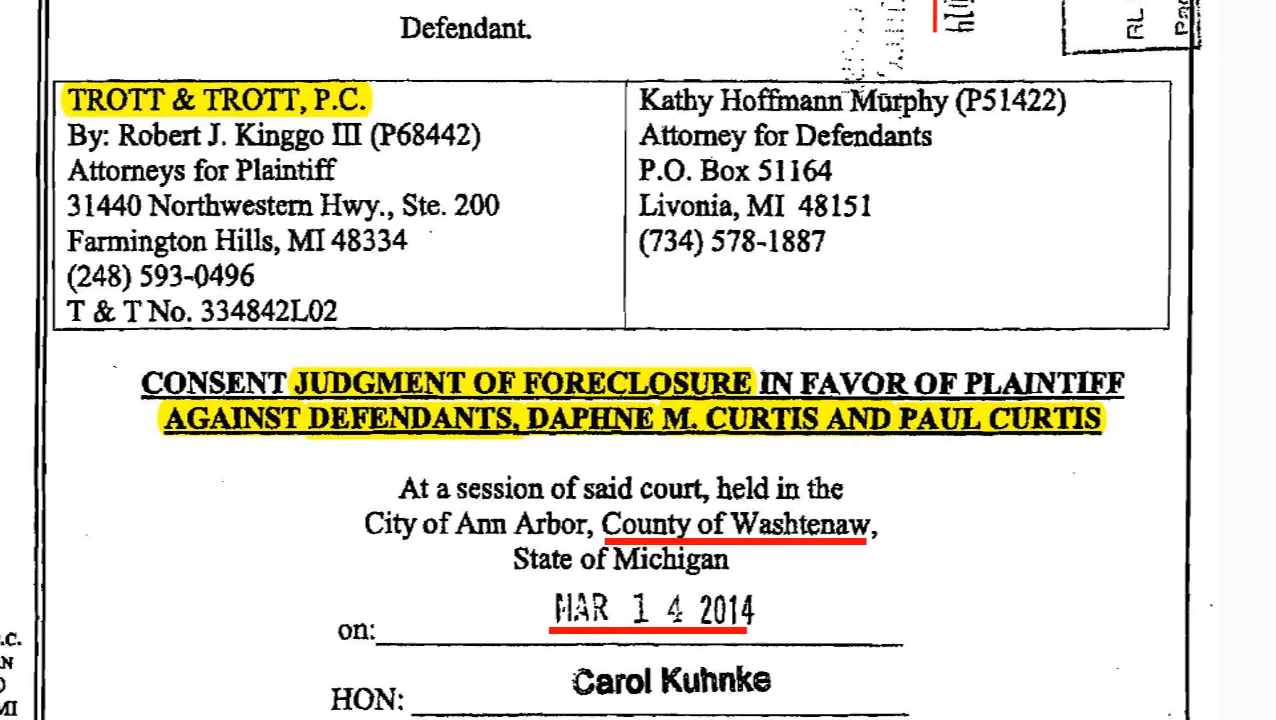 Defendant.
TROTT & TROTT, P.C.
By: Robert J. Kinggo III (P68442)
Attorneys for Plaintiff
31440 Northwestern Hwy., Ste. 200
Farmington Hills, MI 48334
(248) 593-0496
T & T No. 334842L02
Kathy Hoffmann Murphy (P51422)
Attorney for Defendants
P.O. Box 51164
Livonia, MI 48151
(734) 578-1887
CONSENT JUDGMENT OF FORECLOSURE IN FAVOR OF PLAINTIFF
AGAINST DEFENDANTS, DAPHNE M. CURTIS AND PAUL CURTIS
At a session of said court, held in the
City of Ann Arbor, County of Washtenaw,
State of Michigan
on: MAR 14 2014
HON: Carol Kuhnke